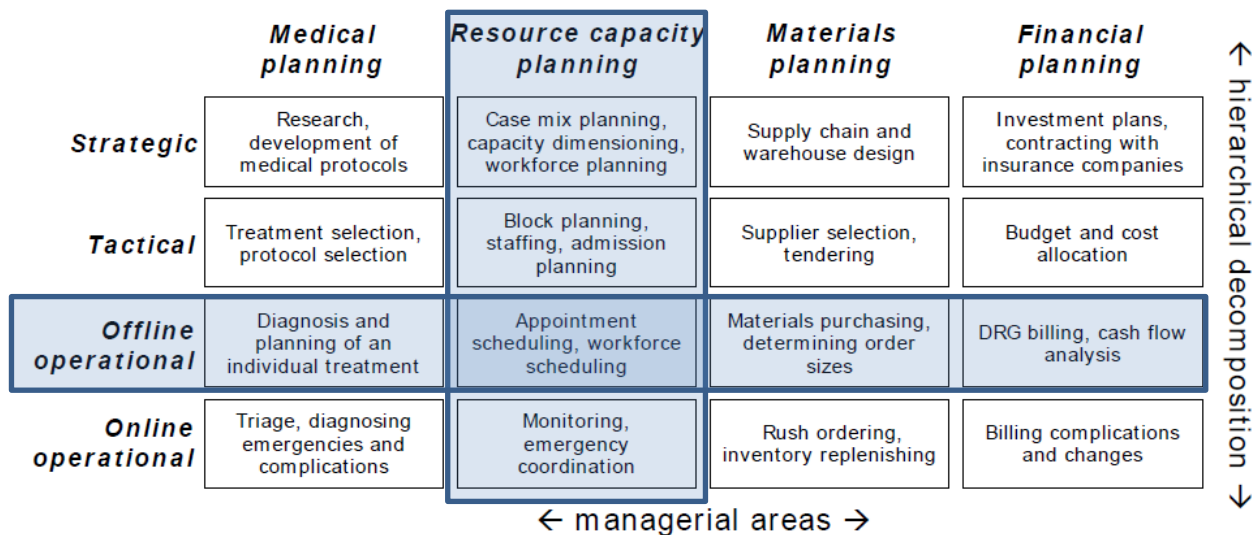 Medical
planning
Resource capacity
planning
Materials
planning
Financial
planning
Strategic
Research,
development of
medical protocols
Case mix planning,
capacity dimensioning,
workforce planning
Supply chain and
warehouse design
Investment plans,
contracting with
insurance companies
Tactical
Treatment selection,
protocol selection
Block planning,
staffing, admission
planning
Supplier selection,
tendering
Budget and cost
allocation
Offline
operational
Diagnosis and
planning of an
individual treatment
Appointment
scheduling, workforce
scheduling
Materials purchasing,
determining order
sizes
DRG billing, cash flow
analysis
Online
operational
Triage, diagnosing
emergencies and
complications
Monitoring,
emergency
coordination
Rush ordering,
inventory replenishing
Billing complications
and changes
← managerial areas →
← hierarchical decomposition →